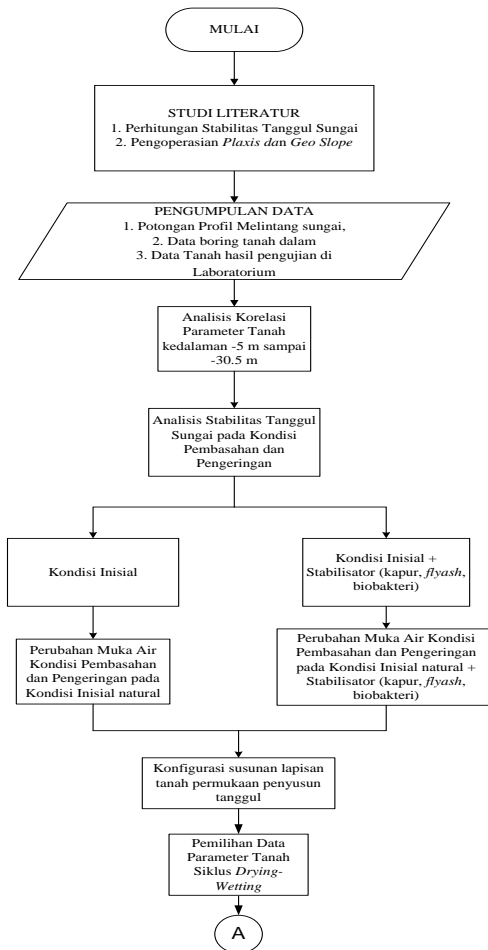 MULAI
STUDI LITERATUR
1. Perhitungan Stabilitas Tanggul Sungai
2. Pengoperasian Plaxis dan Geo Slope
PENGUMPULAN DATA
1. Potongan Profil Melintang sungai,
2. Data boring tanah dalam
3. Data Tanah hasil pengujian di
Laboratorium
Analisis Korelasi
Parameter Tanah
kedalaman -5 m sampai
-30.5 m
Analisis Stabilitas Tanggul
Sungai pada Kondisi
Pembasahan dan
Pengeringan
Kondisi Inisial
Kondisi Inisial +
Stabilisator (kapur, flyash,
biobakteri)
Perubahan Muka Air
Kondisi Pembasahan
dan Pengeringan pada
Kondisi Inisial natural
Perubahan Muka Air Kondisi
Pembasahan dan Pengeringan
pada Kondisi Inisial natural +
Stabilisator (kapur, flyash,
biobakteri)
Konfigurasi susunan lapisan
tanah permukaan penyusun
tanggul
Pemilihan Data
Parameter Tanah
Siklus Drying-
Wetting
A